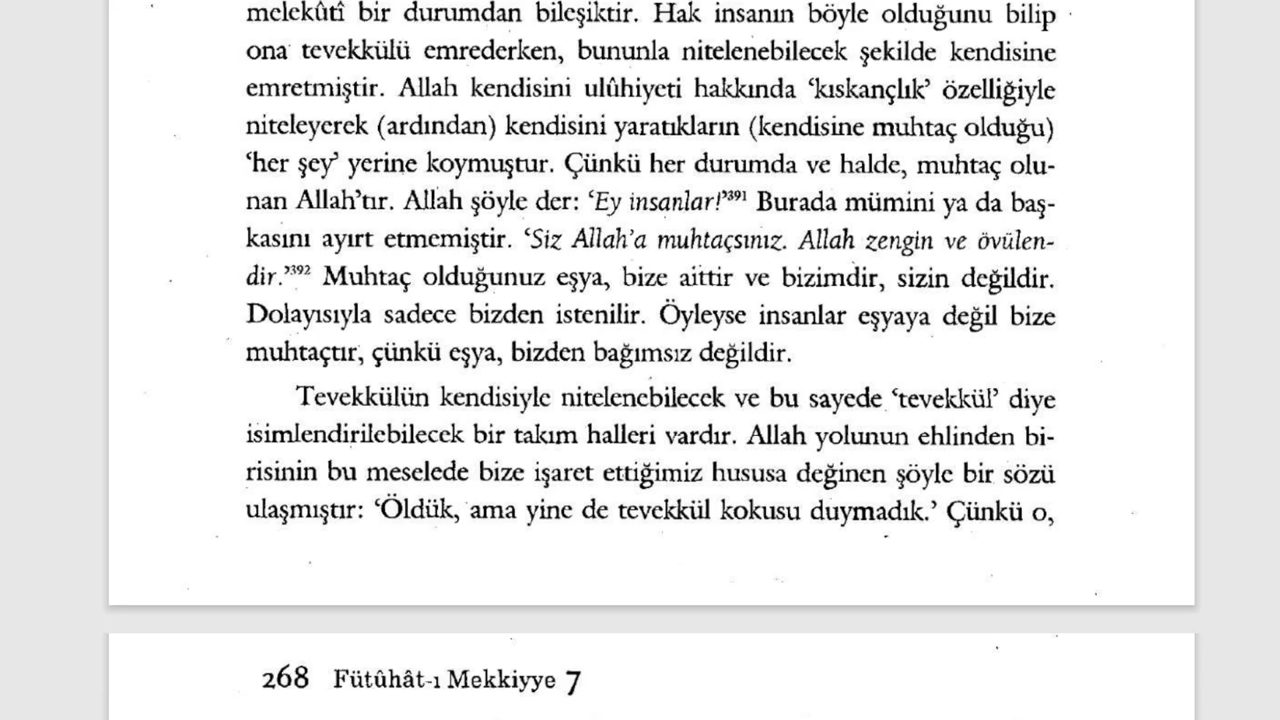 melekûtî bir durumdan bileşiktir. Hak insanın böyle olduğunu bilip
ona tevekkülü emrederken, bununla nitelenebilecek şekilde kendisine
emretmiştir. Allah kendisini ulûhiyeti hakkında ‘kıskançlık’ özelliğiyle
niteleyerek (ardından) kendisini yaratıkların (kendisine muhtaç olduğu)
‘her şey’ yerine koymuştur. Çünkü her durumda ve halde, muhtaç olu-
nan Allah’tır. Allah şöyle der: ‘Ey insanlar!’³⁹¹ Burada mümini ya da baş-
kasını ayırt etmemiştir. ‘Siz Allah’a muhtaçsınız. Allah zengin ve övülen-
dir.’³⁹² Muhtaç olduğunuz eşya, bize aittir ve bizimdir, sizin değildir.
Dolayısıyla sadece bizden istenilir. Öyleyse insanlar eşyaya değil bize
muhtaçtır, çünkü eşya, bizden bağımsız değildir.
Tevekkülün kendisiyle nitelenebilecek ve bu sayede ‘tevekkül’ diye
isimlendirilebilecek bir takım halleri vardır. Allah yolunun ehlinden bi-
risinin bu meselede bize işaret ettiğimiz hususa değinen şöyle bir sözü
ulaşmıştır: ‘Öldük, ama yine de tevekkül kokusu duymadık.’ Çünkü o,
268 Fütûhât-ı Mekkiyye 7